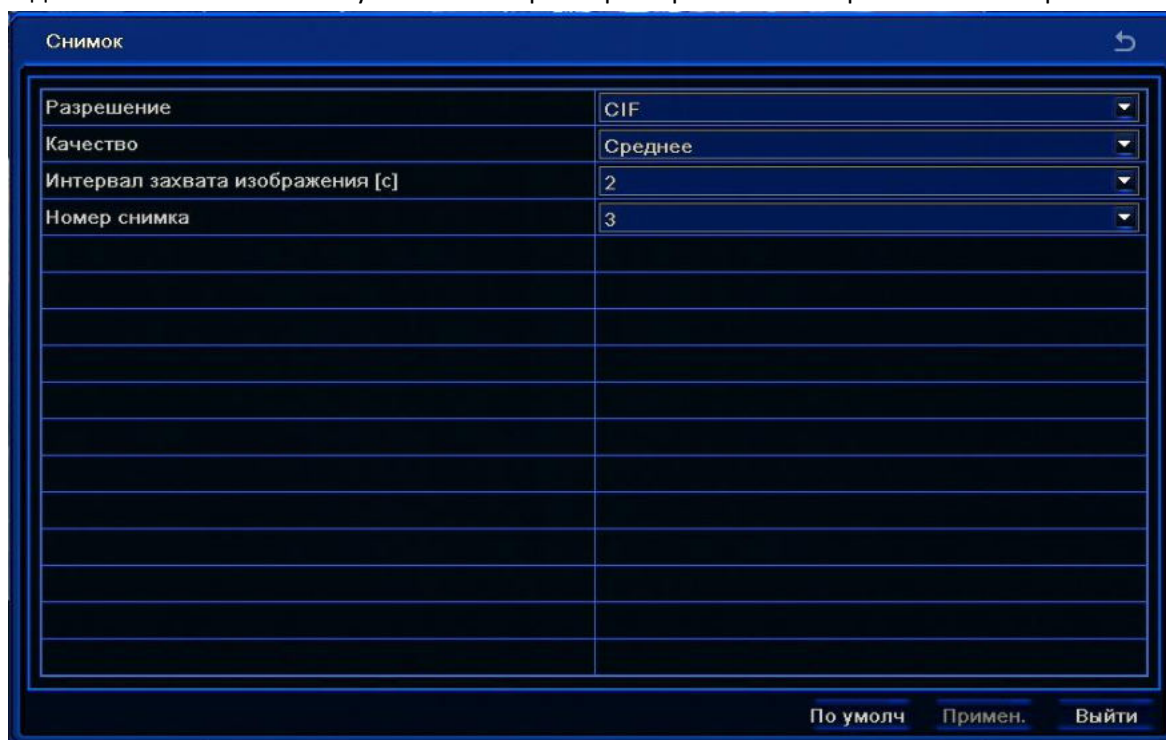 Снимок
Разрешение CIF
Качество Среднее
Интервал захвата изображения [с] 2
Номер снимка 3
По умолч Примен. Выйти